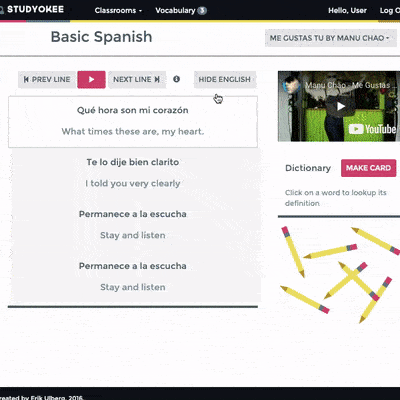 STUDYOKEE
Classrooms
Vocabulary 3
Hello, User
Log O
Basic Spanish
ME GUSTAS TU BY MANU CHAO
PREV LINE
NEXT LINE
HIDE ENGLISH
Qué hora son mi corazón
What times these are, my heart.
Te lo dije bien clarito
I told you very clearly
Permanece a la escucha
Stay and listen
Permanece a la escucha
Stay and listen
Manu Chao - Me Gustas ...
YouTube
Dictionary
MAKE CARD
Click on a word to lookup its
definition
reated by Erik Ulberg, 2016.